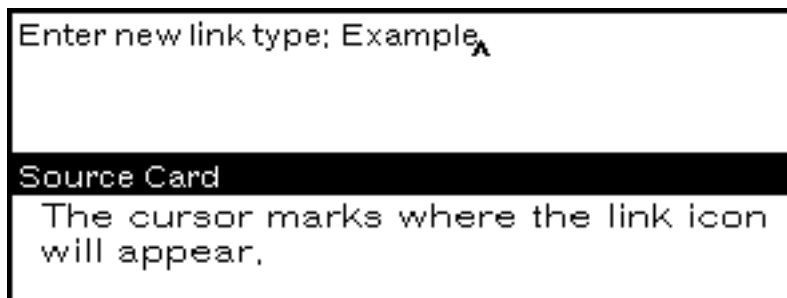 Enter new link type: Example
Source Card
The cursor marks where the link icon
will appear.